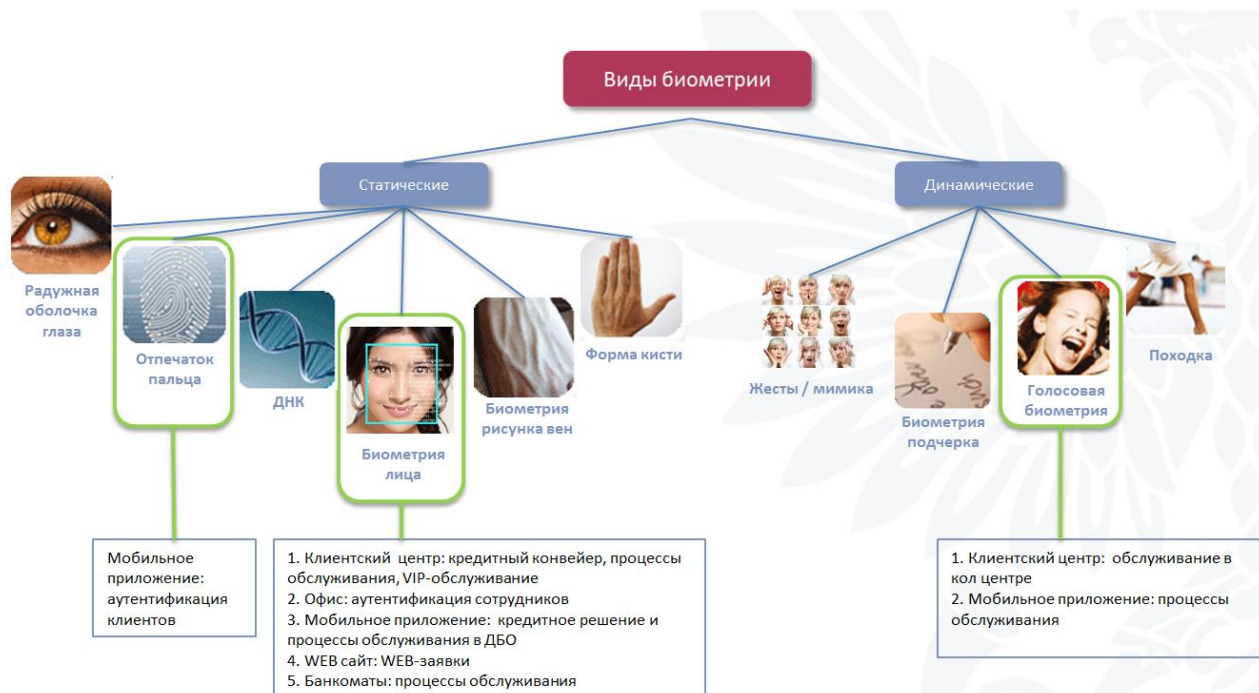 Виды биометрии
Статические
Динамические
Радужная
оболочка
глаза
Отпечаток
пальца
ДНК
Биометрия
лица
Биометрия
рисунка вен
Форма кисти
Жесты / мимика
Биометрия
подчерка
Голосовая
биометрия
Походка
Мобильное
приложение:
аутентификация
клиентов
1. Клиентский центр: кредитный конвейер, процессы
обслуживания, VIP-обслуживание
2. Офис: аутентификация сотрудников
3. Мобильное приложение: кредитное решение и
процессы обслуживания в ДБО
4. WEB сайт: WEB-заявки
5. Банкоматы: процессы обслуживания
1. Клиентский центр: обслуживание в
кол центре
2. Мобильное приложение: процессы
обслуживания